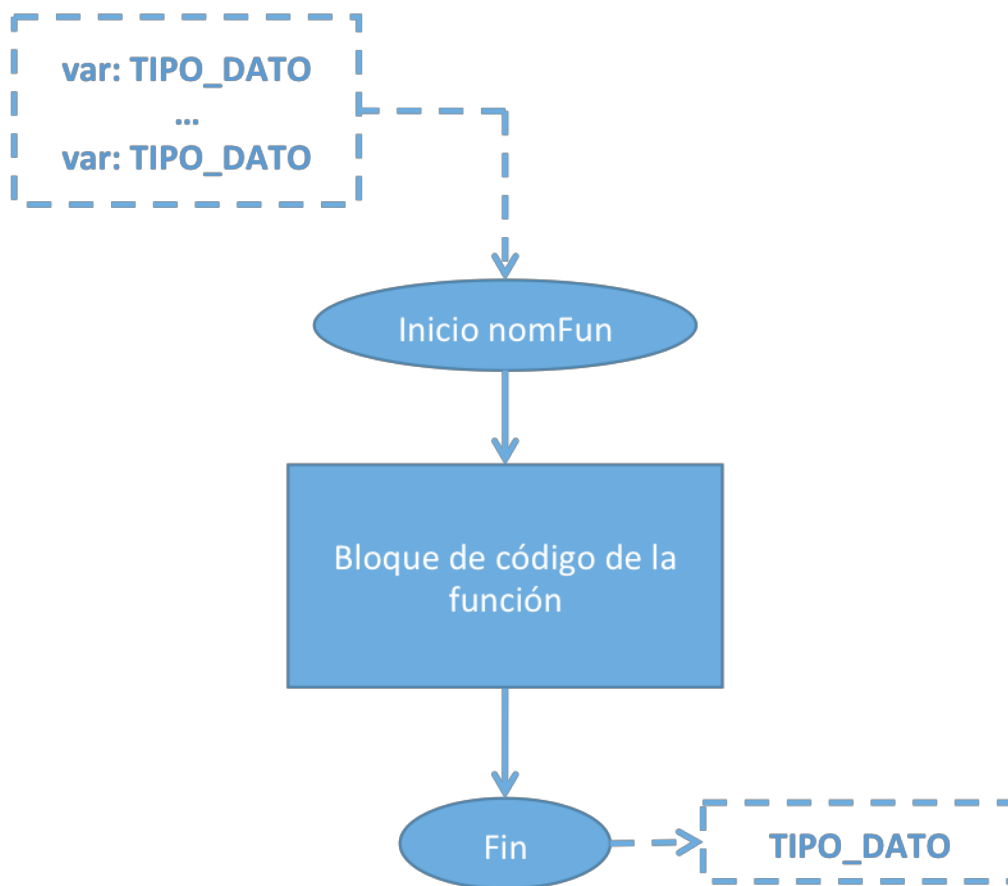 var: TIPO_DATO
...
var: TIPO_DATO
Inicio nomFun
Bloque de código de la
función
Fin
TIPO_DATO